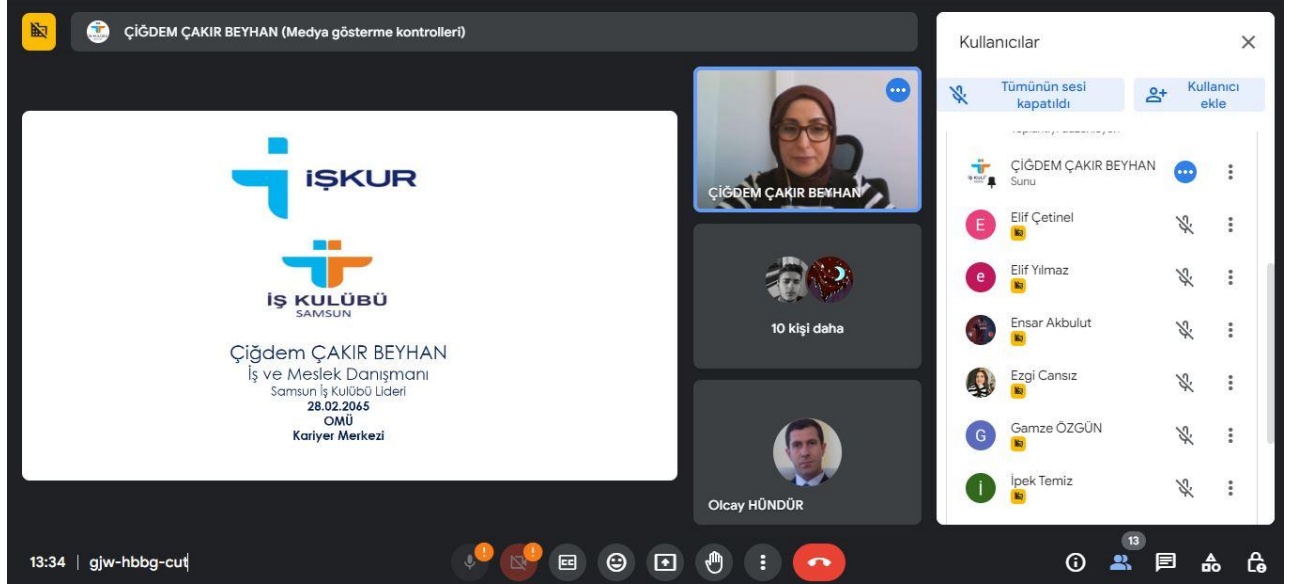 ÇİĞDEM ÇAKIR BEYHAN (Medya gösterme kontrolleri)
İŞKUR
İŞ KULÜBÜ
SAMSUN
Çiğdem ÇAKIR BEYHAN
İş ve Meslek Danışmanı
Samsun İş Kulübü Lideri
28.02.2065
OMÜ
Kariyer Merkezi
ÇİĞDEM ÇAKIR BEYHAN
10 kişi daha
Olcay HÜNDÜR
Kullanıcılar
Tümünün sesi
kapatıldı
Kullanıcı
ekle
ÇİĞDEM ÇAKIR BEYHAN
Sunu
E
Elif Çetinel
e
Elif Yılmaz
Ensar Akbulut
Ezgi Cansız
G
Gamze ÖZGÜN
i
İpek Temiz
13:34 | gjw-hbbg-cut
CC
13